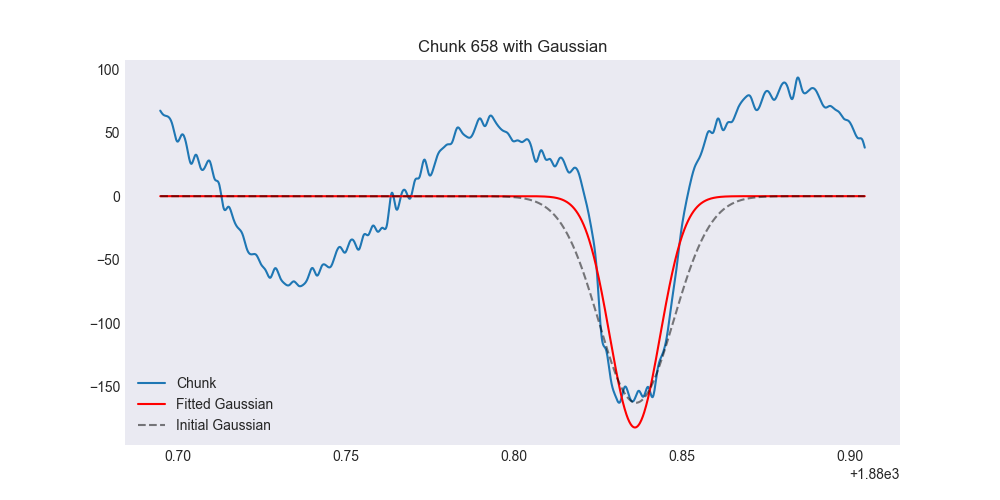 Chunk 658 with Gaussian
100
50
0
−50
−100
−150
Chunk
Fitted Gaussian
Initial Gaussian
0.70 0.75 0.80 0.85 0.90
+1.88e3